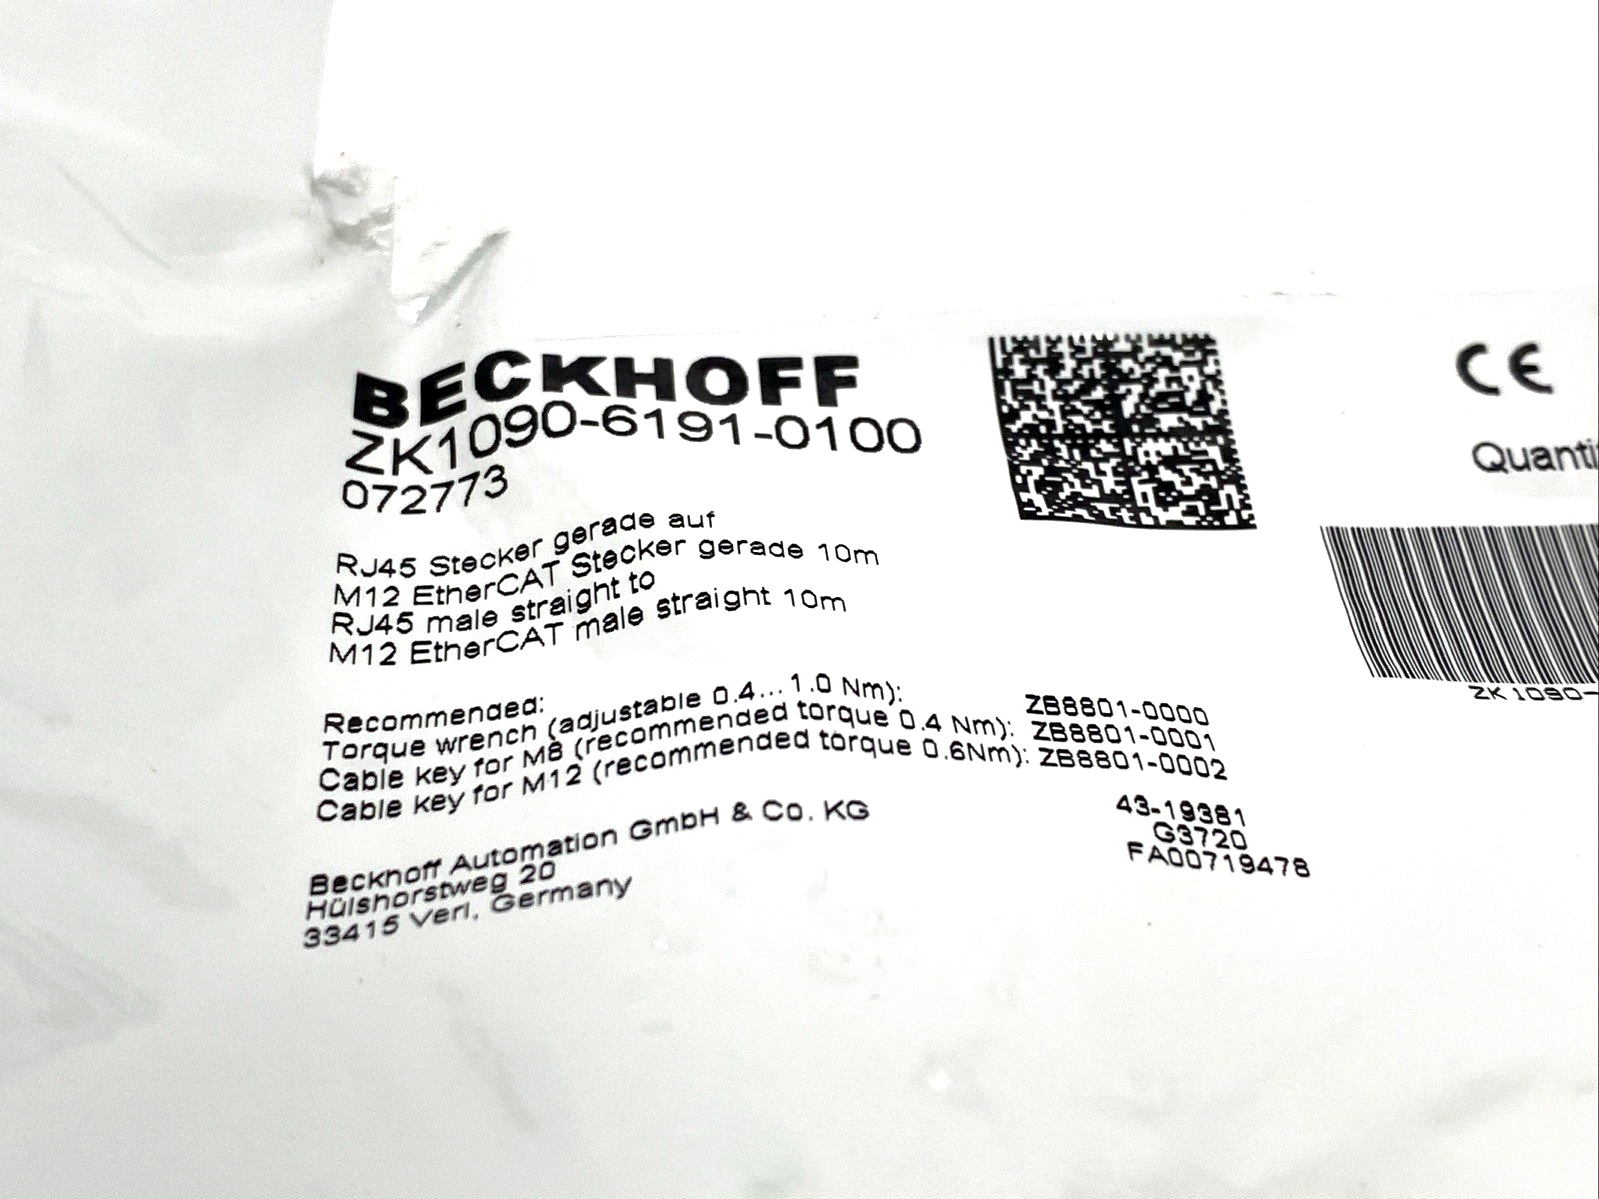 BECKHOFF
ZK1090-6191-0100
072773
RJ45 Stecker gerade auf
M12 EtherCAT Stecker gerade 10m
RJ45 male straight to
M12 EtherCAT male straight 10m
Recommended:
Torque wrench (adjustable 0.4...1.0 Nm): ZB8801-0000
Cable key for M8 (recommended torque 0.4 Nm): ZB8801-0001
Cable key for M12 (recommended torque 0.6Nm): ZB8801-0002
Beckhoff Automation GmbH & Co. KG
Hülshorstweg 20
33415 Verl, Germany
43-19381
G3720
FA00719478
CE
Quanti
ZK1090-